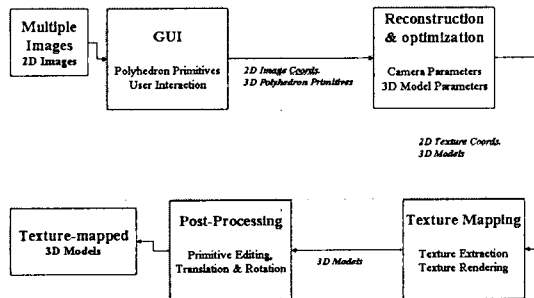 Multiple
Images
2D Images
GUI
Polyhedron Primitives
User Interaction
2D Image Coords.
3D Polyhedron Primitives
Reconstruction
& optimization
Camera Parameters
3D Model Parameters
2D Texture Coords.
3D Models
Texture-mapped
3D Models
Post-Processing
Primitive Editing,
Translation & Rotation
3D Models
Texture Mapping
Texture Extraction
Texture Rendering